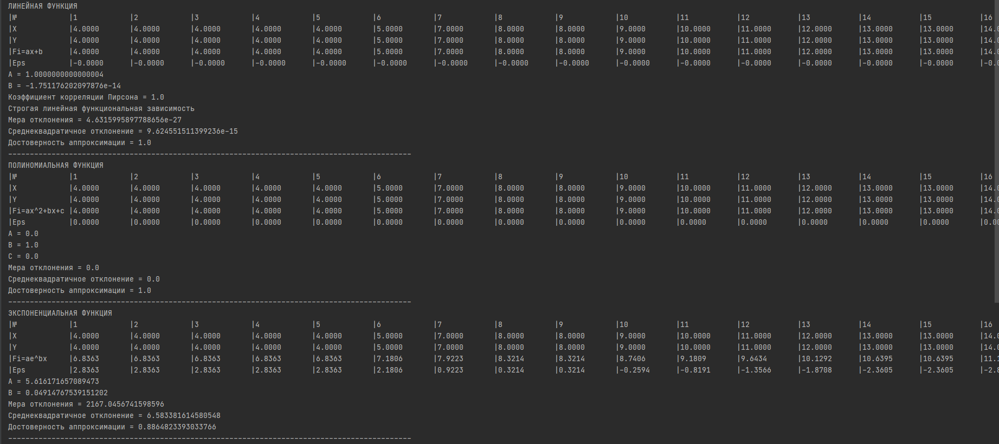 ЛИНЕЙНАЯ ФУНКЦИЯ
|№ |1 |2 |3 |4 |5 |6 |7 |8 |9 |10 |11 |12 |13 |14 |15 |16
|X |4.0000 |4.0000 |4.0000 |4.0000 |4.0000 |5.0000 |7.0000 |8.0000 |8.0000 |9.0000 |10.0000 |11.0000 |12.0000 |13.0000 |13.0000 |14.0
|Y |4.0000 |4.0000 |4.0000 |4.0000 |4.0000 |5.0000 |7.0000 |8.0000 |8.0000 |9.0000 |10.0000 |11.0000 |12.0000 |13.0000 |13.0000 |14.0
|Fi=ax+b |4.0000 |4.0000 |4.0000 |4.0000 |4.0000 |5.0000 |7.0000 |8.0000 |8.0000 |9.0000 |10.0000 |11.0000 |12.0000 |13.0000 |13.0000 |14.0
|Eps |-0.0000 |-0.0000 |-0.0000 |-0.0000 |-0.0000 |-0.0000 |-0.0000 |-0.0000 |-0.0000 |-0.0000 |-0.0000 |-0.0000 |-0.0000 |-0.0000 |-0.0000 |-0.0
A = 1.0000000000000004
B = -1.751176202097876e-14
Коэффициент корреляции Пирсона = 1.0
Строгая линейная функциональная зависимость
Мера отклонения = 4.6315995897788656e-27
Среднеквадратичное отклонение = 9.624551511399236e-15
Достоверность аппроксимации = 1.0
---------------------------------------------------------------------------------------------
ПОЛИНОМИАЛЬНАЯ ФУНКЦИЯ
|№ |1 |2 |3 |4 |5 |6 |7 |8 |9 |10 |11 |12 |13 |14 |15 |16
|X |4.0000 |4.0000 |4.0000 |4.0000 |4.0000 |5.0000 |7.0000 |8.0000 |8.0000 |9.0000 |10.0000 |11.0000 |12.0000 |13.0000 |13.0000 |14.0
|Y |4.0000 |4.0000 |4.0000 |4.0000 |4.0000 |5.0000 |7.0000 |8.0000 |8.0000 |9.0000 |10.0000 |11.0000 |12.0000 |13.0000 |13.0000 |14.0
|Fi=ax^2+bx+c |4.0000 |4.0000 |4.0000 |4.0000 |4.0000 |5.0000 |7.0000 |8.0000 |8.0000 |9.0000 |10.0000 |11.0000 |12.0000 |13.0000 |13.0000 |14.0
|Eps |0.0000 |0.0000 |0.0000 |0.0000 |0.0000 |0.0000 |0.0000 |0.0000 |0.0000 |0.0000 |0.0000 |0.0000 |0.0000 |0.0000 |0.0000 |0.00
A = 0.0
B = 1.0
C = 0.0
Мера отклонения = 0.0
Среднеквадратичное отклонение = 0.0
Достоверность аппроксимации = 1.0
---------------------------------------------------------------------------------------------
ЭКСПОНЕНЦИАЛЬНАЯ ФУНКЦИЯ
|№ |1 |2 |3 |4 |5 |6 |7 |8 |9 |10 |11 |12 |13 |14 |15 |16
|X |4.0000 |4.0000 |4.0000 |4.0000 |4.0000 |5.0000 |7.0000 |8.0000 |8.0000 |9.0000 |10.0000 |11.0000 |12.0000 |13.0000 |13.0000 |14.0
|Y |4.0000 |4.0000 |4.0000 |4.0000 |4.0000 |5.0000 |7.0000 |8.0000 |8.0000 |9.0000 |10.0000 |11.0000 |12.0000 |13.0000 |13.0000 |14.0
|Fi=ae^bx |6.8363 |6.8363 |6.8363 |6.8363 |6.8363 |7.1806 |7.9223 |8.3214 |8.3214 |8.7406 |9.1809 |9.6434 |10.1292 |10.6395 |10.6395 |11.1
|Eps |2.8363 |2.8363 |2.8363 |2.8363 |2.8363 |2.1806 |0.9223 |0.3214 |0.3214 |-0.2594 |-0.8191 |-1.3566 |-1.8708 |-2.3605 |-2.3605 |-2.8
A = 5.616171657089473
B = 0.04914767539151202
Мера отклонения = 2167.0456741598596
Среднеквадратичное отклонение = 6.583381614580548
Достоверность аппроксимации = 0.8864823393033766
---------------------------------------------------------------------------------------------